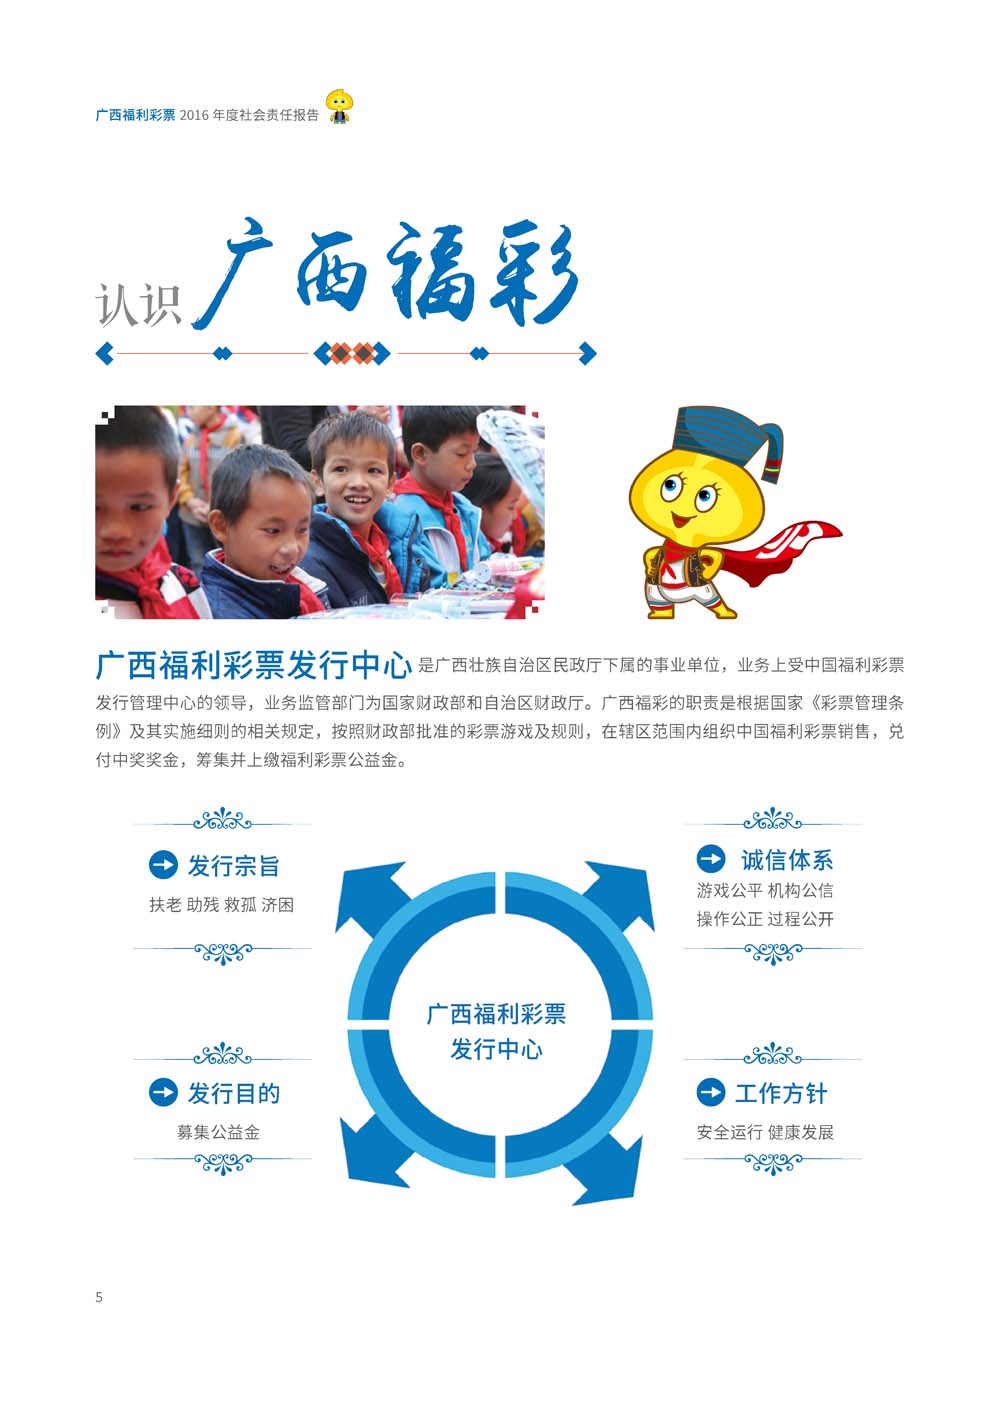 广西福利彩票 2016 年度社会责任报告
认识广西福彩
广西福利彩票发行中心 是广西壮族自治区民政厅下属的事业单位，业务上受中国福利彩票
发行管理中心的领导，业务监管部门为国家财政部和自治区财政厅。广西福彩的职责是根据国家《彩票管理条
例》及其实施细则的相关规定，按照财政部批准的彩票游戏及规则，在辖区范围内组织中国福利彩票销售，兑
付中奖奖金，筹集并上缴福利彩票公益金。
发行宗旨
扶老 助残 救孤 济困
诚信体系
游戏公平 机构公信
操作公正 过程公开
广西福利彩票
发行中心
发行目的
募集公益金
工作方针
安全运行 健康发展
5